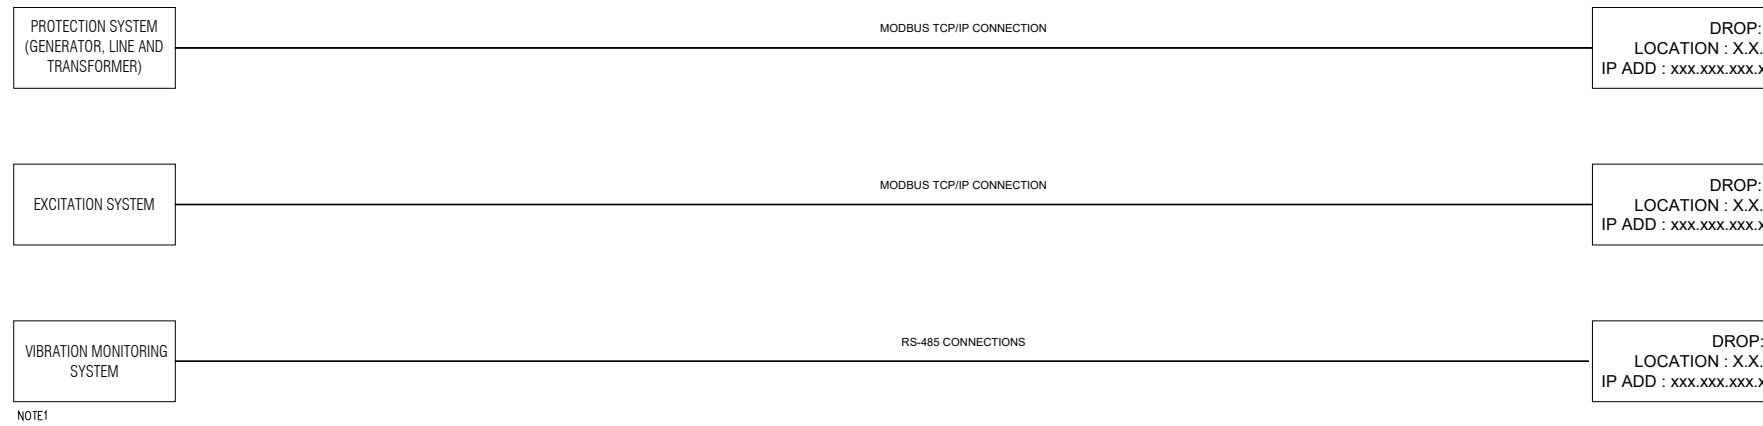 PROTECTION SYSTEM
(GENERATOR, LINE AND
TRANSFORMER)
MODBUS TCP/IP CONNECTION
DROP:
LOCATION : X.X.
IP ADD : xxx.xxx.xxx.x
EXCITATION SYSTEM
MODBUS TCP/IP CONNECTION
DROP:
LOCATION : X.X.
IP ADD : xxx.xxx.xxx.x
VIBRATION MONITORING
SYSTEM
RS-485 CONNECTIONS
DROP:
LOCATION : X.X.
IP ADD : xxx.xxx.xxx.x
NOTE1